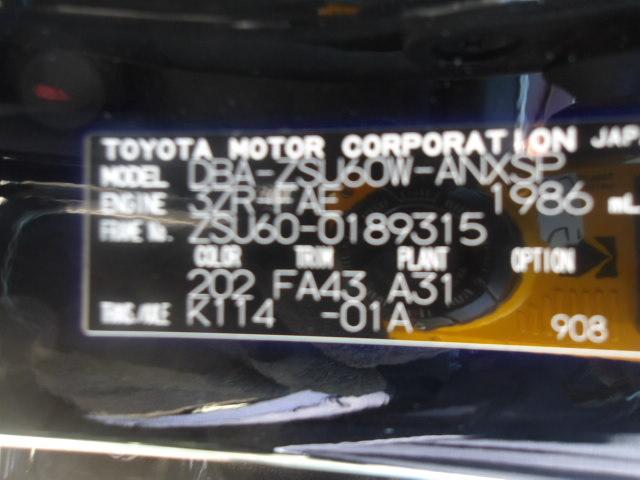 TOYOTA MOTOR CORPORATION JAPA
MODEL DBA-ZSU60W-ANXSP
ENGINE 3ZR-FAE 1986 mL
FRAME No. ZSU60-0189315
COLOR TRIM PLANT OPTION
202 FA43 A31
TRANS/AXLE K114 -01A
908